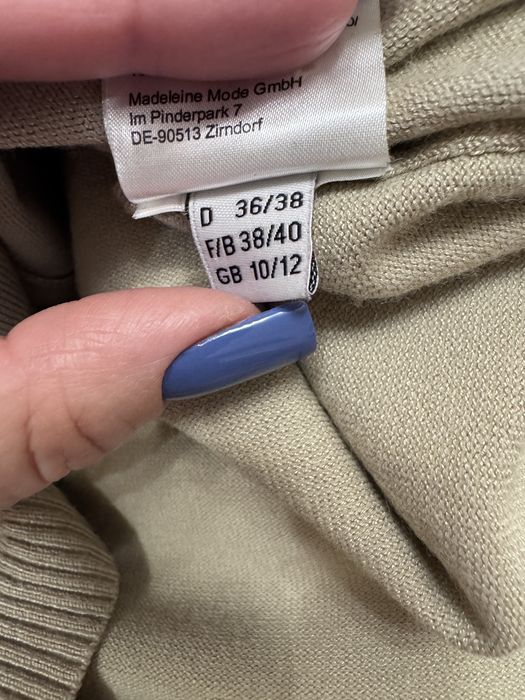 Madeleine Mode GmbH
Im Pinderpark 7
DE-90513 Zirndorf
D 36/38
F/B 38/40
GB 10/12